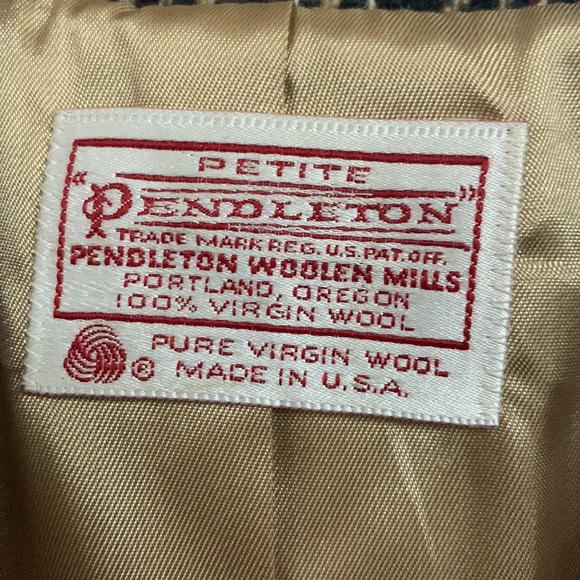 PETITE
"PENDLETON"
TRADE MARK REG. U.S. PAT. OFF.
PENDLETON WOOLEN MILLS
PORTLAND, OREGON
100% VIRGIN WOOL
PURE VIRGIN WOOL
© MADE IN U.S.A.